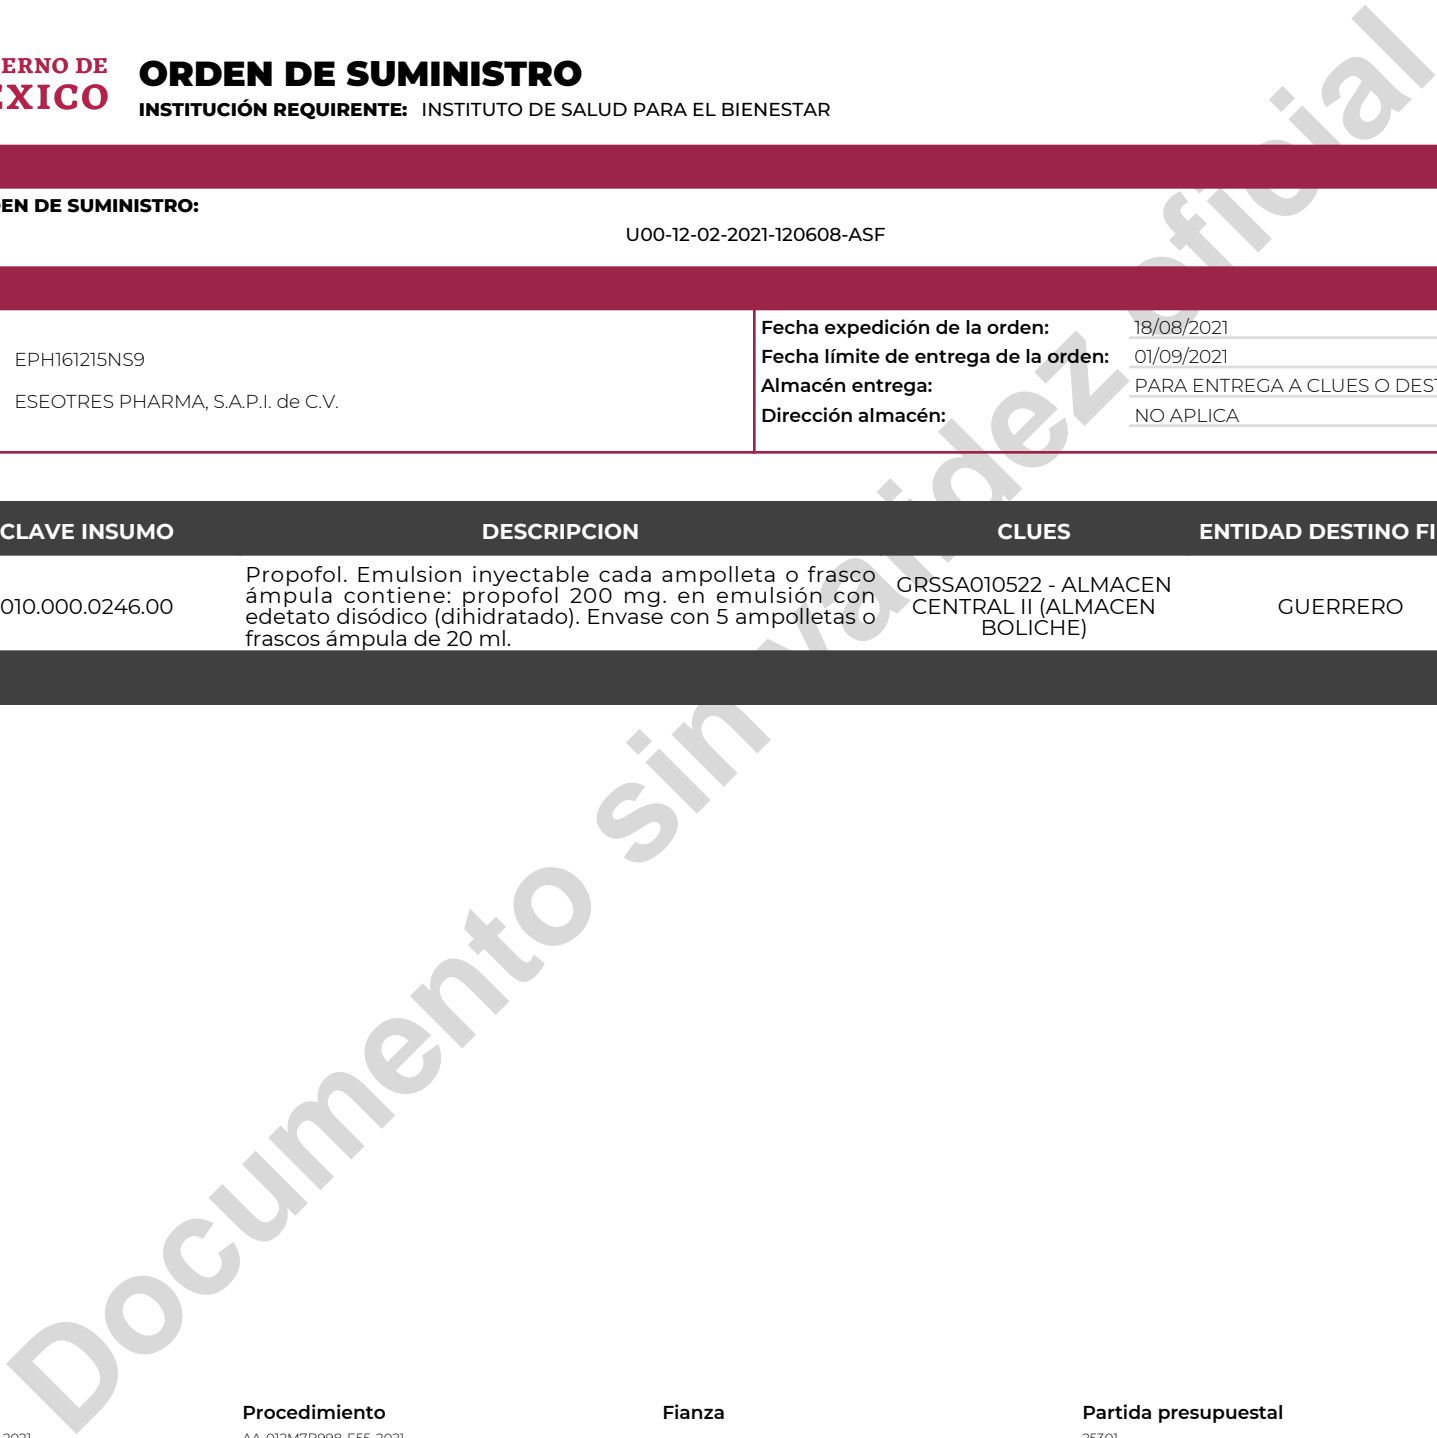 ERNO DE
EXICO
ORDEN DE SUMINISTRO
INSTITUCIÓN REQUIRENTE: INSTITUTO DE SALUD PARA EL BIENESTAR
EN DE SUMINISTRO:
U00-12-02-2021-120608-ASF
EPH161215NS9
ESEOTRES PHARMA, S.A.P.I. de C.V.
Fecha expedición de la orden: 18/08/2021
Fecha límite de entrega de la orden: 01/09/2021
Almacén entrega: PARA ENTREGA A CLUES O DEST
Dirección almacén: NO APLICA
CLAVE INSUMO DESCRIPCION CLUES ENTIDAD DESTINO FI
010.000.0246.00
Propofol. Emulsion inyectable cada ampolleta o frasco
ámpula contiene: propofol 200 mg. en emulsión con
edetato disódico (dihidratado). Envase con 5 ampolletas o
frascos ámpula de 20 ml.
GRSSA010522 - ALMACEN
CENTRAL II (ALMACEN
BOLICHE)
GUERRERO
Documento sin validez oficial
Procedimiento Fianza Partida presupuestal